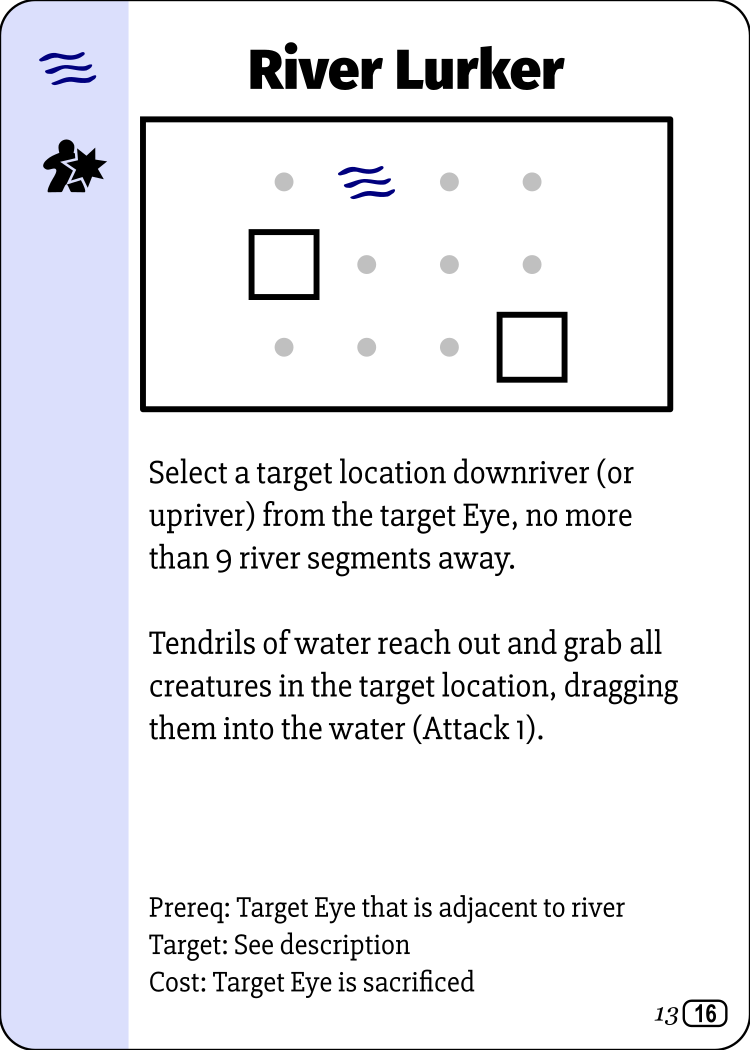 River Lurker
Select a target location downriver (or
upriver) from the target Eye, no more
than 9 river segments away.
Tendrils of water reach out and grab all
creatures in the target location, dragging
them into the water (Attack 1).
Prereq: Target Eye that is adjacent to river
Target: See description
Cost: Target Eye is sacrificed
13 16